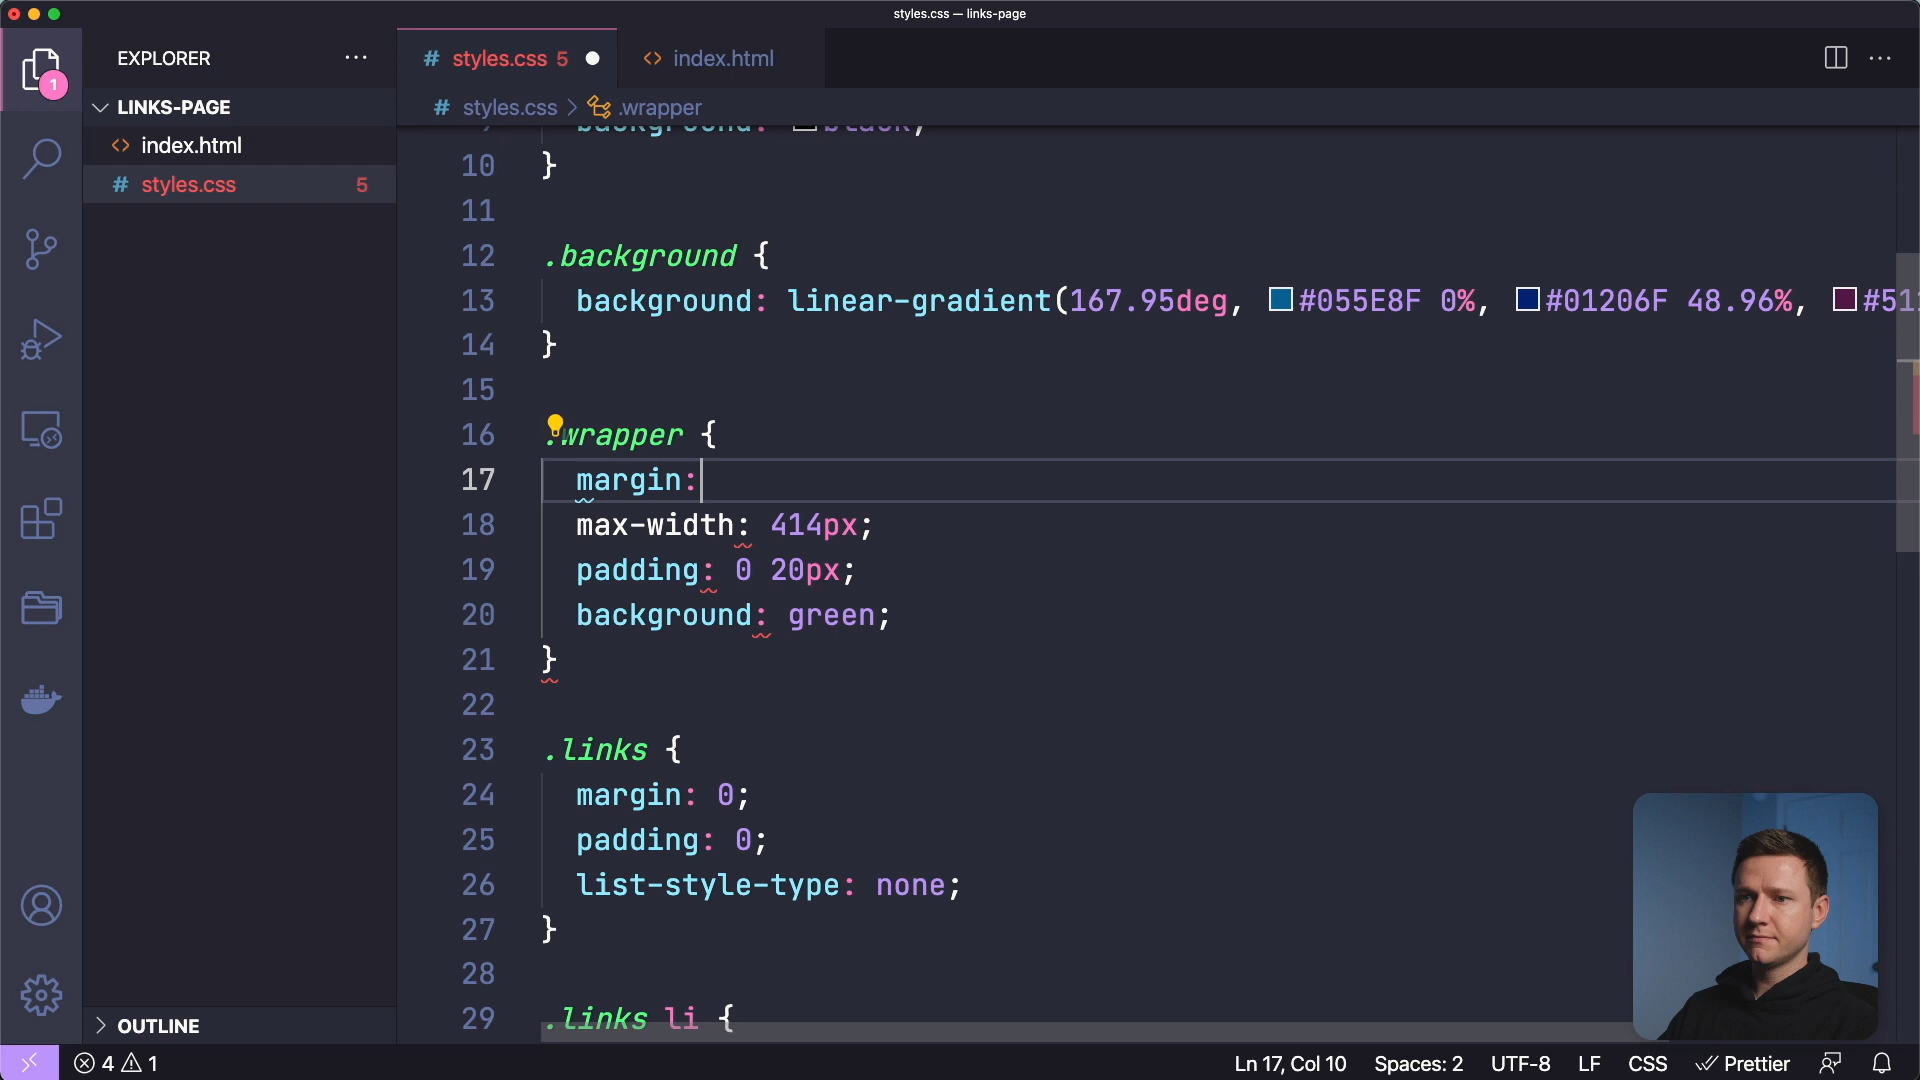 styles.css — links-page
EXPLORER
LINKS-PAGE
index.html
styles.css 5
OUTLINE
1
# styles.css 5
<> index.html
# styles.css > .wrapper
9 background: black;
10 }
11
12 .background {
13 background: linear-gradient(167.95deg, #055E8F 0%, #01206F 48.96%,
14 }
15
16 .wrapper {
17 margin:
18 max-width: 414px;
19 padding: 0 20px;
20 background: green;
21 }
22
23 .links {
24 margin: 0;
25 padding: 0;
26 list-style-type: none;
27 }
28
29 .links li {
4 1
Ln 17, Col 10 Spaces: 2 UTF-8 LF CSS Prettier